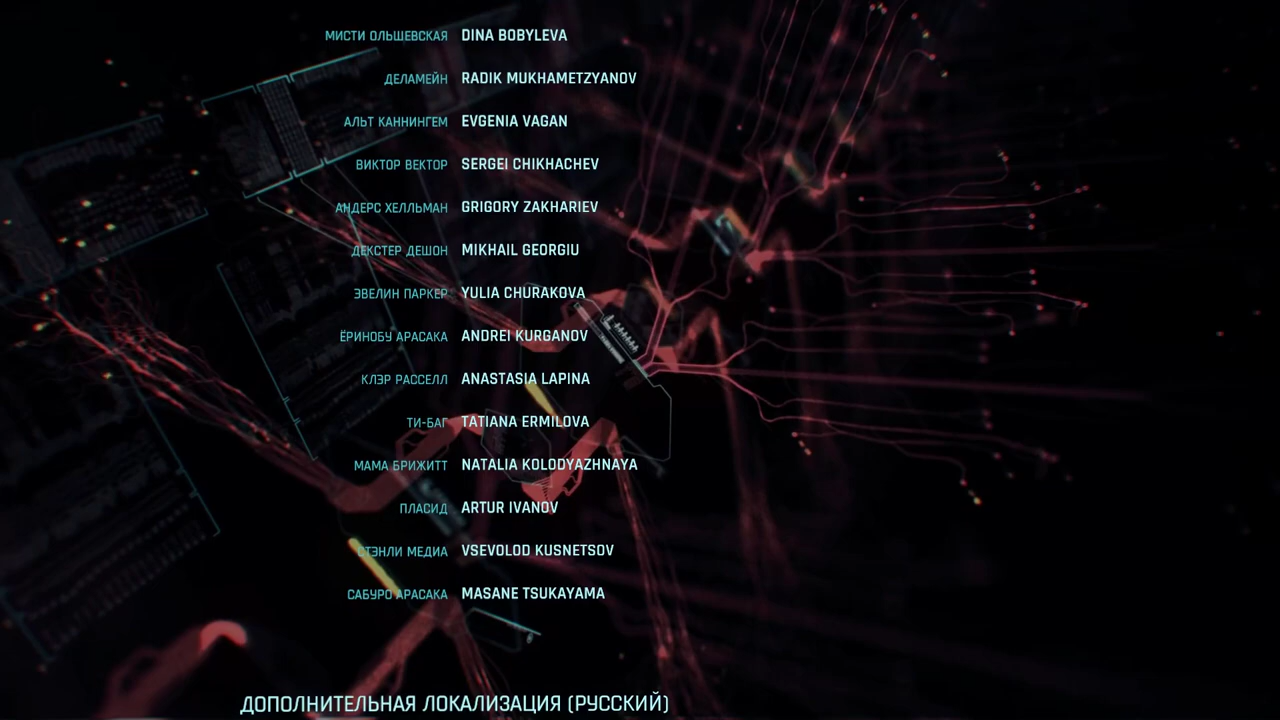 МИСТИ ОЛЬШЕВСКАЯ DINA BOBYLEVA
ДЕЛАМЕЙН RADIK MUKHAMETZYANOV
АЛЬТ КАННИНГЕМ EVGENIA VAGAN
ВИКТОР ВЕКТОР SERGEI CHIKHACHEV
АНДЕРС ХЕЛЛЬМАН GRIGORY ZAKHARIEV
ДЕКСТЕР ДЕШОН MIKHAIL GEORGIU
ЭВЕЛИН ПАРКЕР YULIA CHURAKOVA
ЁРИНОБУ АРАСАКА ANDREI KURGANOV
КЛЭР РАССЕЛЛ ANASTASIA LAPINA
ТИ-БАГ TATIANA ERMILOVA
МАМА БРИЖИТТ NATALIA KOLODYAZHNAYA
ПЛАСИД ARTUR IVANOV
СТЭНЛИ МЕДИА VSEVOLOD KUSNETSOV
САБУРО АРАСАКА MASANE TSUKAYAMA
ДОПОЛНИТЕЛЬНАЯ ЛОКАЛИЗАЦИЯ (РУССКИЙ)